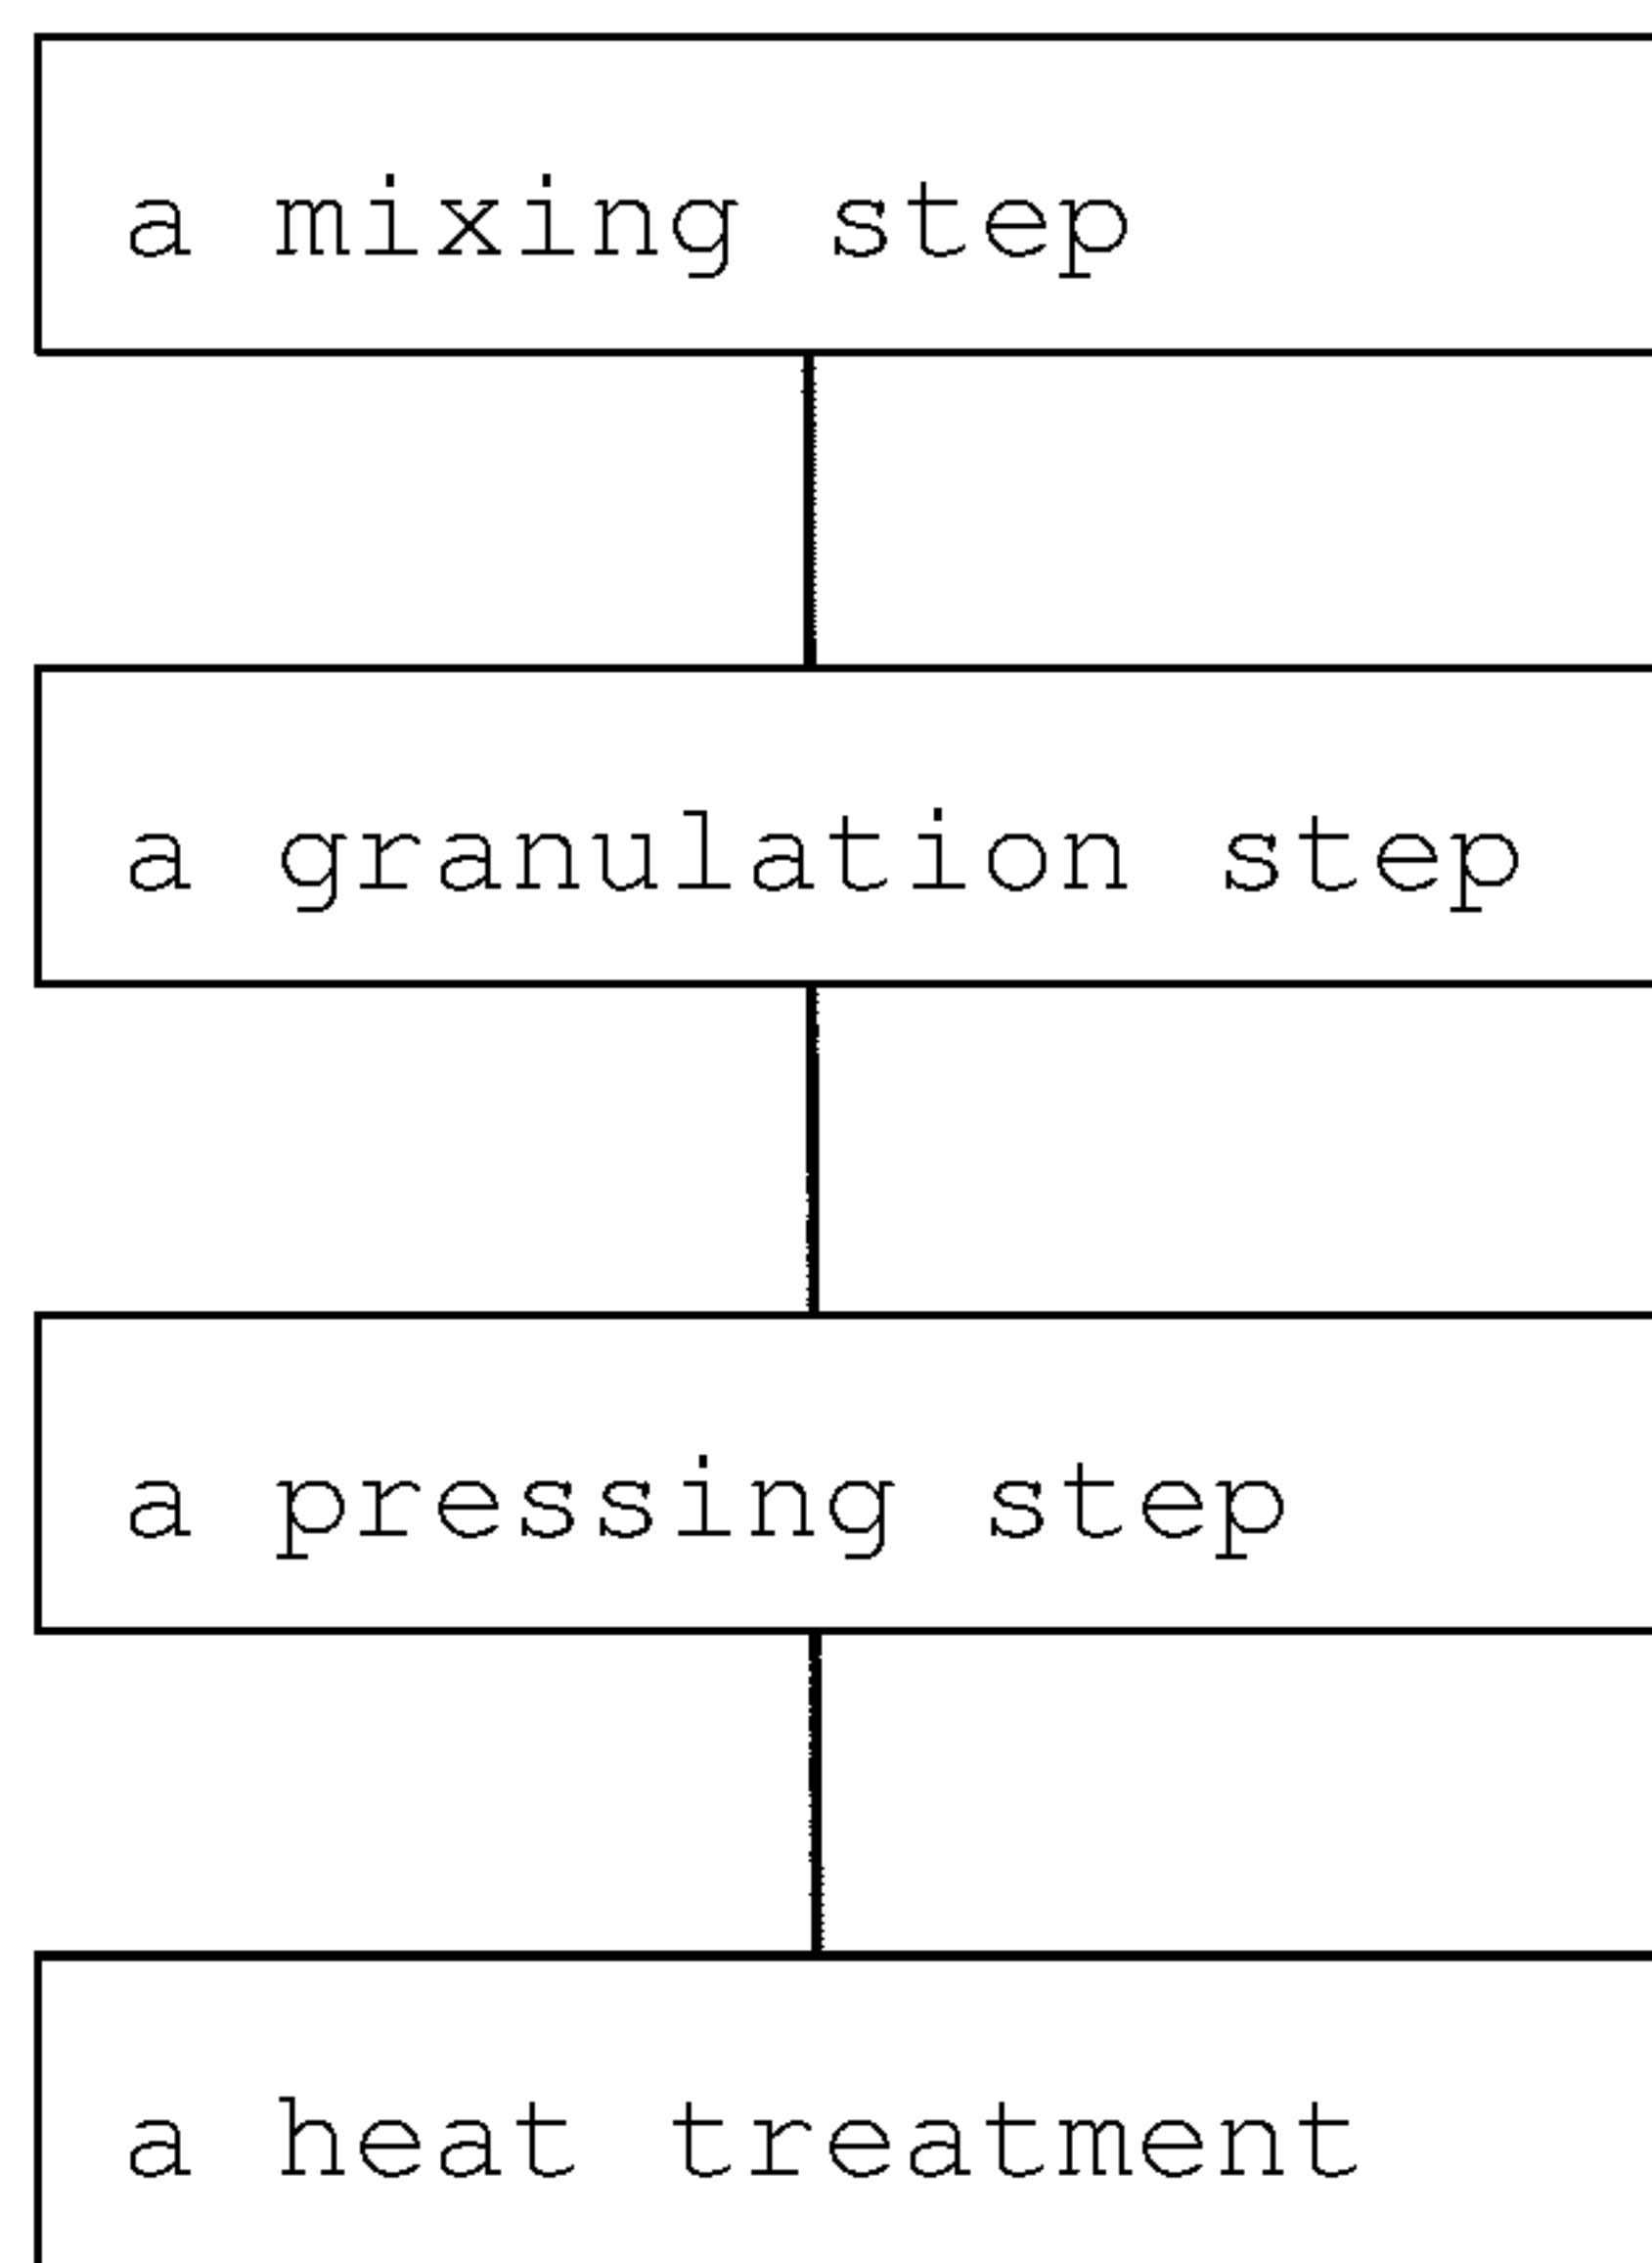 a mixing step
a granulation step
a pressing step
a heat treatment